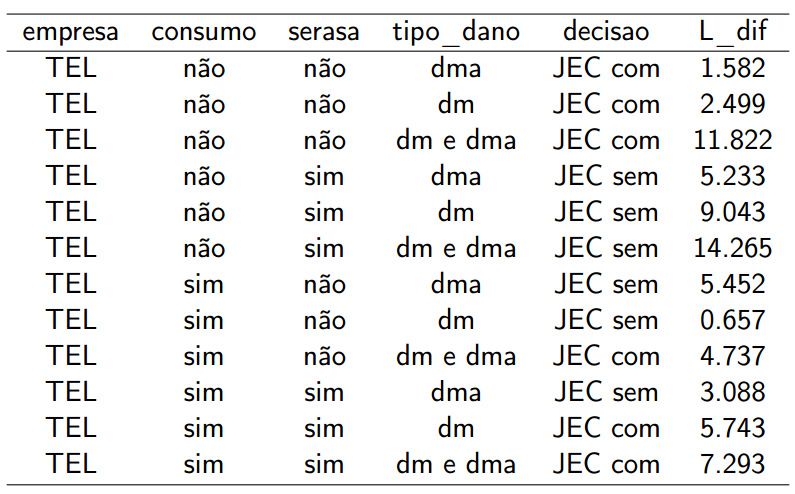 empresa consumo serasa tipo_dano decisao L_dif
TEL não não dma JEC com 1.582
TEL não não dm JEC com 2.499
TEL não não dm e dma JEC com 11.822
TEL não sim dma JEC sem 5.233
TEL não sim dm JEC sem 9.043
TEL não sim dm e dma JEC sem 14.265
TEL sim não dma JEC sem 5.452
TEL sim não dm JEC sem 0.657
TEL sim não dm e dma JEC com 4.737
TEL sim sim dma JEC sem 3.088
TEL sim sim dm JEC com 5.743
TEL sim sim dm e dma JEC com 7.293